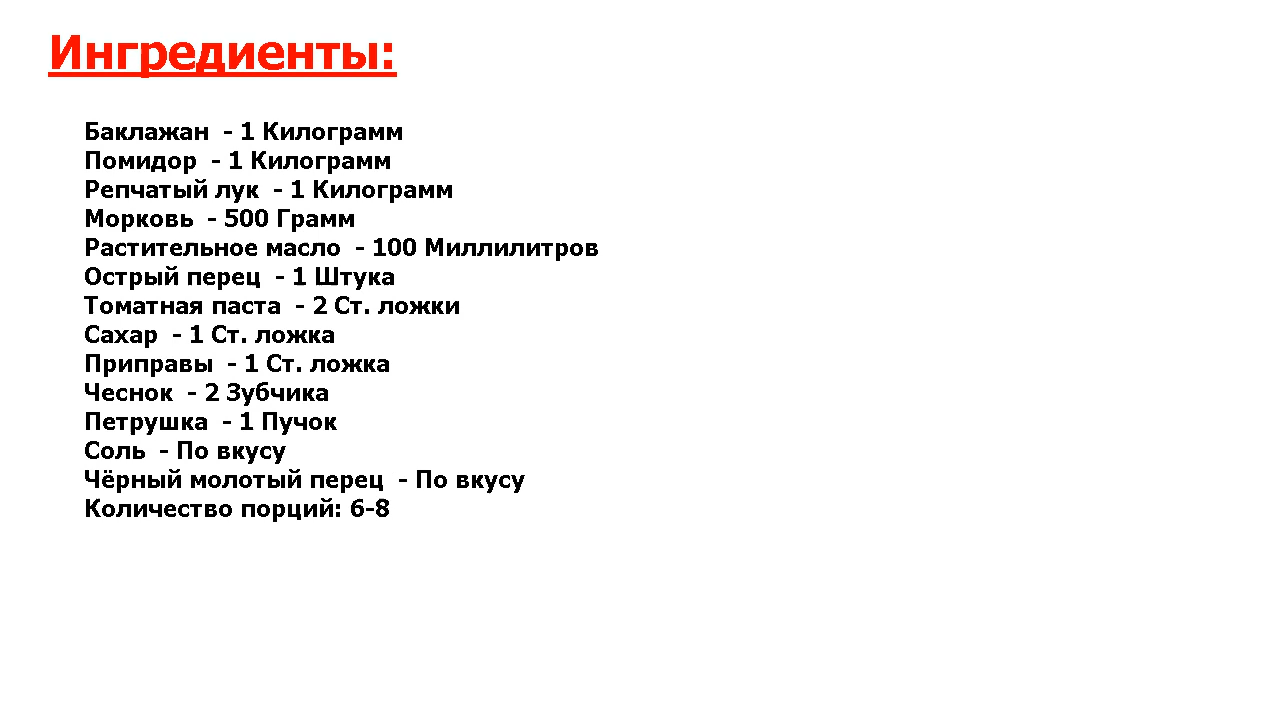 Ингредиенты:
Баклажан  - 1 Килограмм
Помидор  - 1 Килограмм
Репчатый лук  - 1 Килограмм
Морковь  - 500 Грамм
Растительное масло  - 100 Миллилитров
Острый перец  - 1 Штука
Томатная паста  - 2 Ст. ложки
Сахар  - 1 Ст. ложка
Приправы  - 1 Ст. ложка
Чеснок  - 2 Зубчика
Петрушка  - 1 Пучок
Соль  - По вкусу
Чёрный молотый перец  - По вкусу
Количество порций: 6-8